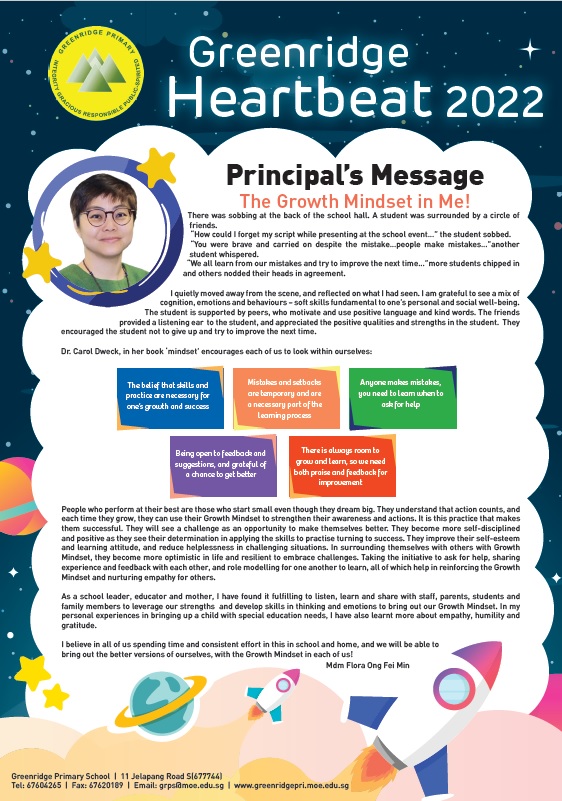 GREENRIDGE PRIMARY
INTEGRITY GRACIOUS RESPONSIBLE PUBLIC-SPIRITED
Greenridge
Heartbeat 2022
Principal's Message
The Growth Mindset in Me!
There was sobbing at the back of the school hall. A student was surrounded by a circle of
friends.
"How could I forget my script while presenting at the school event..." the student sobbed.
"You were brave and carried on despite the mistake...people make mistakes..."another
student whispered.
"We all learn from our mistakes and try to improve the next time..."more students chipped in
and others nodded their heads in agreement.
I quietly moved away from the scene, and reflected on what I had seen. I am grateful to see a mix of
cognition, emotions and behaviours – soft skills fundamental to one's personal and social well-being.
The student is supported by peers, who motivate and use positive language and kind words. The friends
provided a listening ear to the student, and appreciated the positive qualities and strengths in the student. They
encouraged the student not to give up and try to improve the next time.
Dr. Carol Dweck, in her book 'mindset' encourages each of us to look within ourselves:
The belief that skills and
practice are necessary for
one's growth and success
Mistakes and setbacks
are temporary and are
a necessary part of the
learning process
Anyone makes mistakes,
you need to learn when to
ask for help
Being open to feedback and
suggestions, and grateful of
a chance to get better
There is always room to
grow and learn, so we need
both praise and feedback for
improvement
People who perform at their best are those who start small even though they dream big. They understand that action counts, and
each time they grow, they can use their Growth Mindset to strengthen their awareness and actions. It is this practice that makes
them successful. They will see a challenge as an opportunity to make themselves better. They become more self-disciplined
and positive as they see their determination in applying the skills to practise turning to success. They improve their self-esteem
and learning attitude, and reduce helplessness in challenging situations. In surrounding themselves with others with Growth
Mindset, they become more optimistic in life and resilient to embrace challenges. Taking the initiative to ask for help, sharing
experience and feedback with each other, and role modelling for one another to learn, all of which help in reinforcing the Growth
Mindset and nurturing empathy for others.
As a school leader, educator and mother, I have found it fulfilling to listen, learn and share with staff, parents, students and
family members to leverage our strengths and develop skills in thinking and emotions to bring out our Growth Mindset. In my
personal experiences in bringing up a child with special education needs, I have also learnt more about empathy, humility and
gratitude.
I believe in all of us spending time and consistent effort in this in school and home, and we will be able to
bring out the better versions of ourselves, with the Growth Mindset in each of us!
Mdm Flora Ong Fei Min
Greenridge Primary School | 11 Jelapang Road S(677744)
Tel: 67604265 | Fax: 67620189 | Email: grps@moe.edu.sg | www.greenridgepri.moe.edu.sg